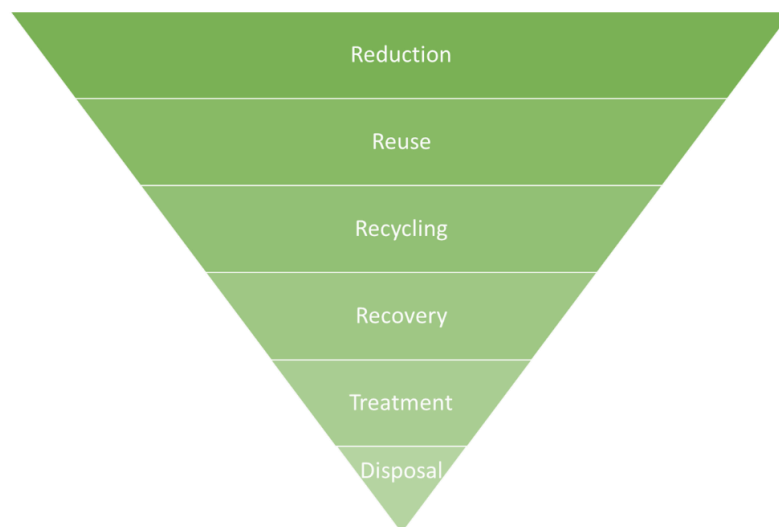 Reduction
Reuse
Recycling
Recovery
Treatment
Disposal